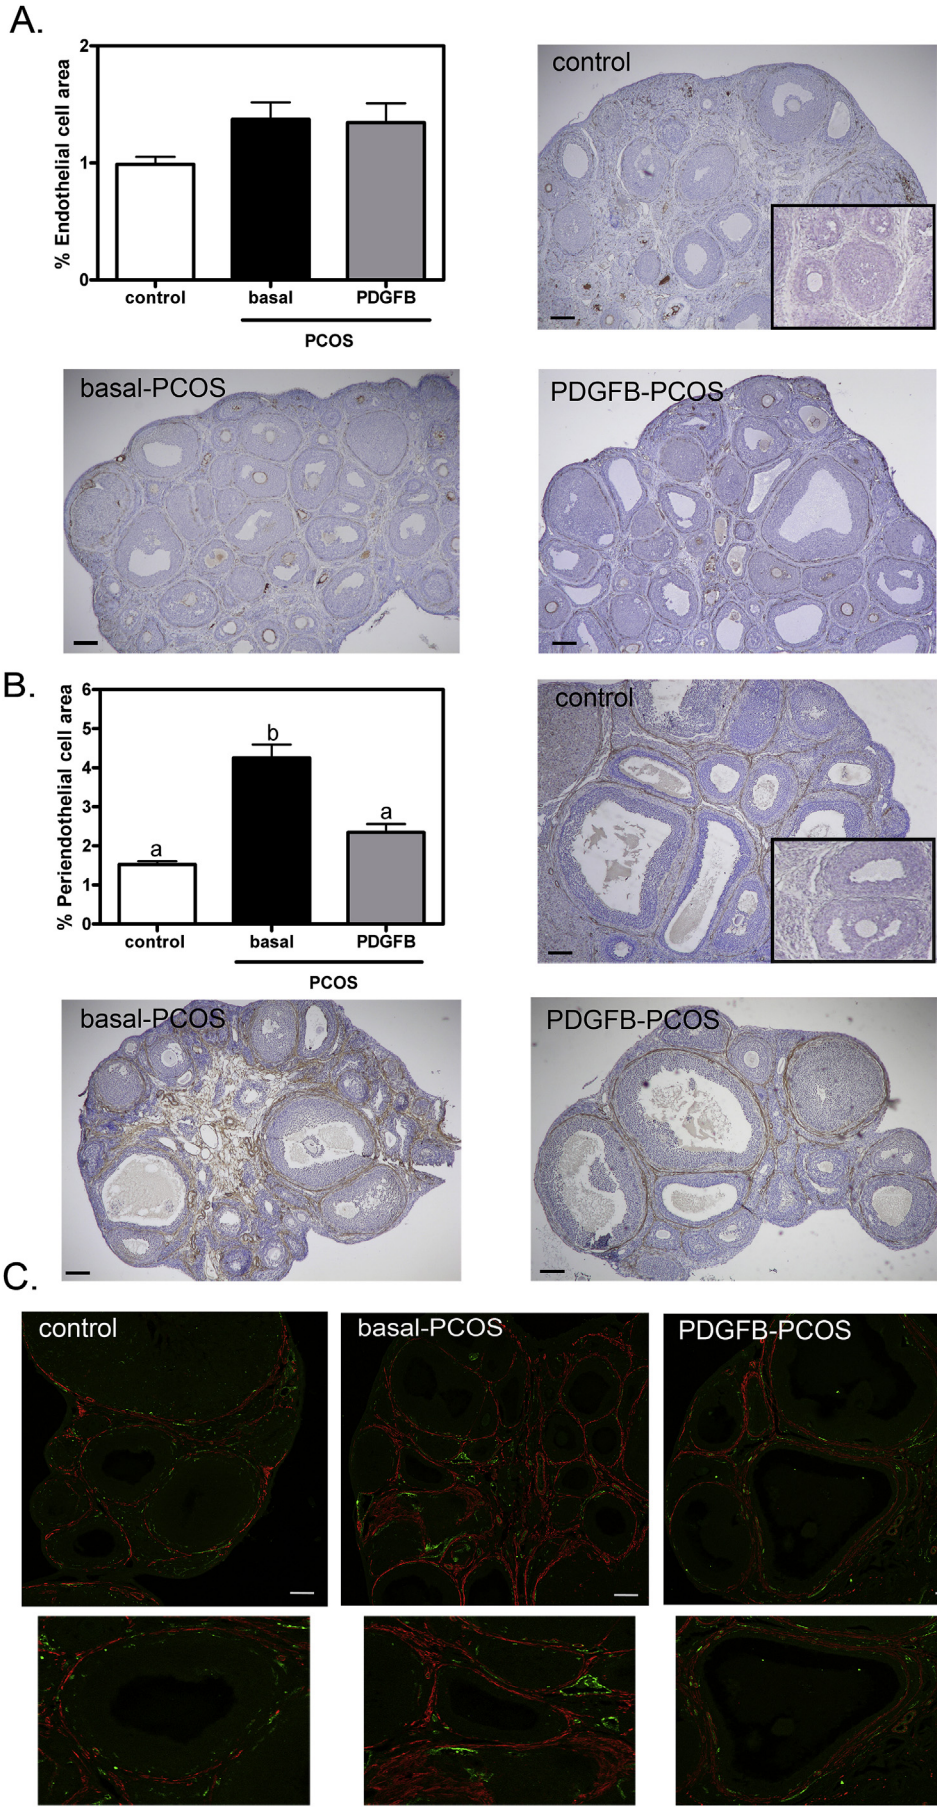 A.
% Endothelial cell area
2
1
0
control
basal
PDGFB
PCOS
control
basal-PCOS
PDGFB-PCOS
B.
% Periendothelial cell area
6
5
4
3
2
1
0
a
b
a
control
basal
PDGFB
PCOS
control
basal-PCOS
PDGFB-PCOS
C.
control
basal-PCOS
PDGFB-PCOS